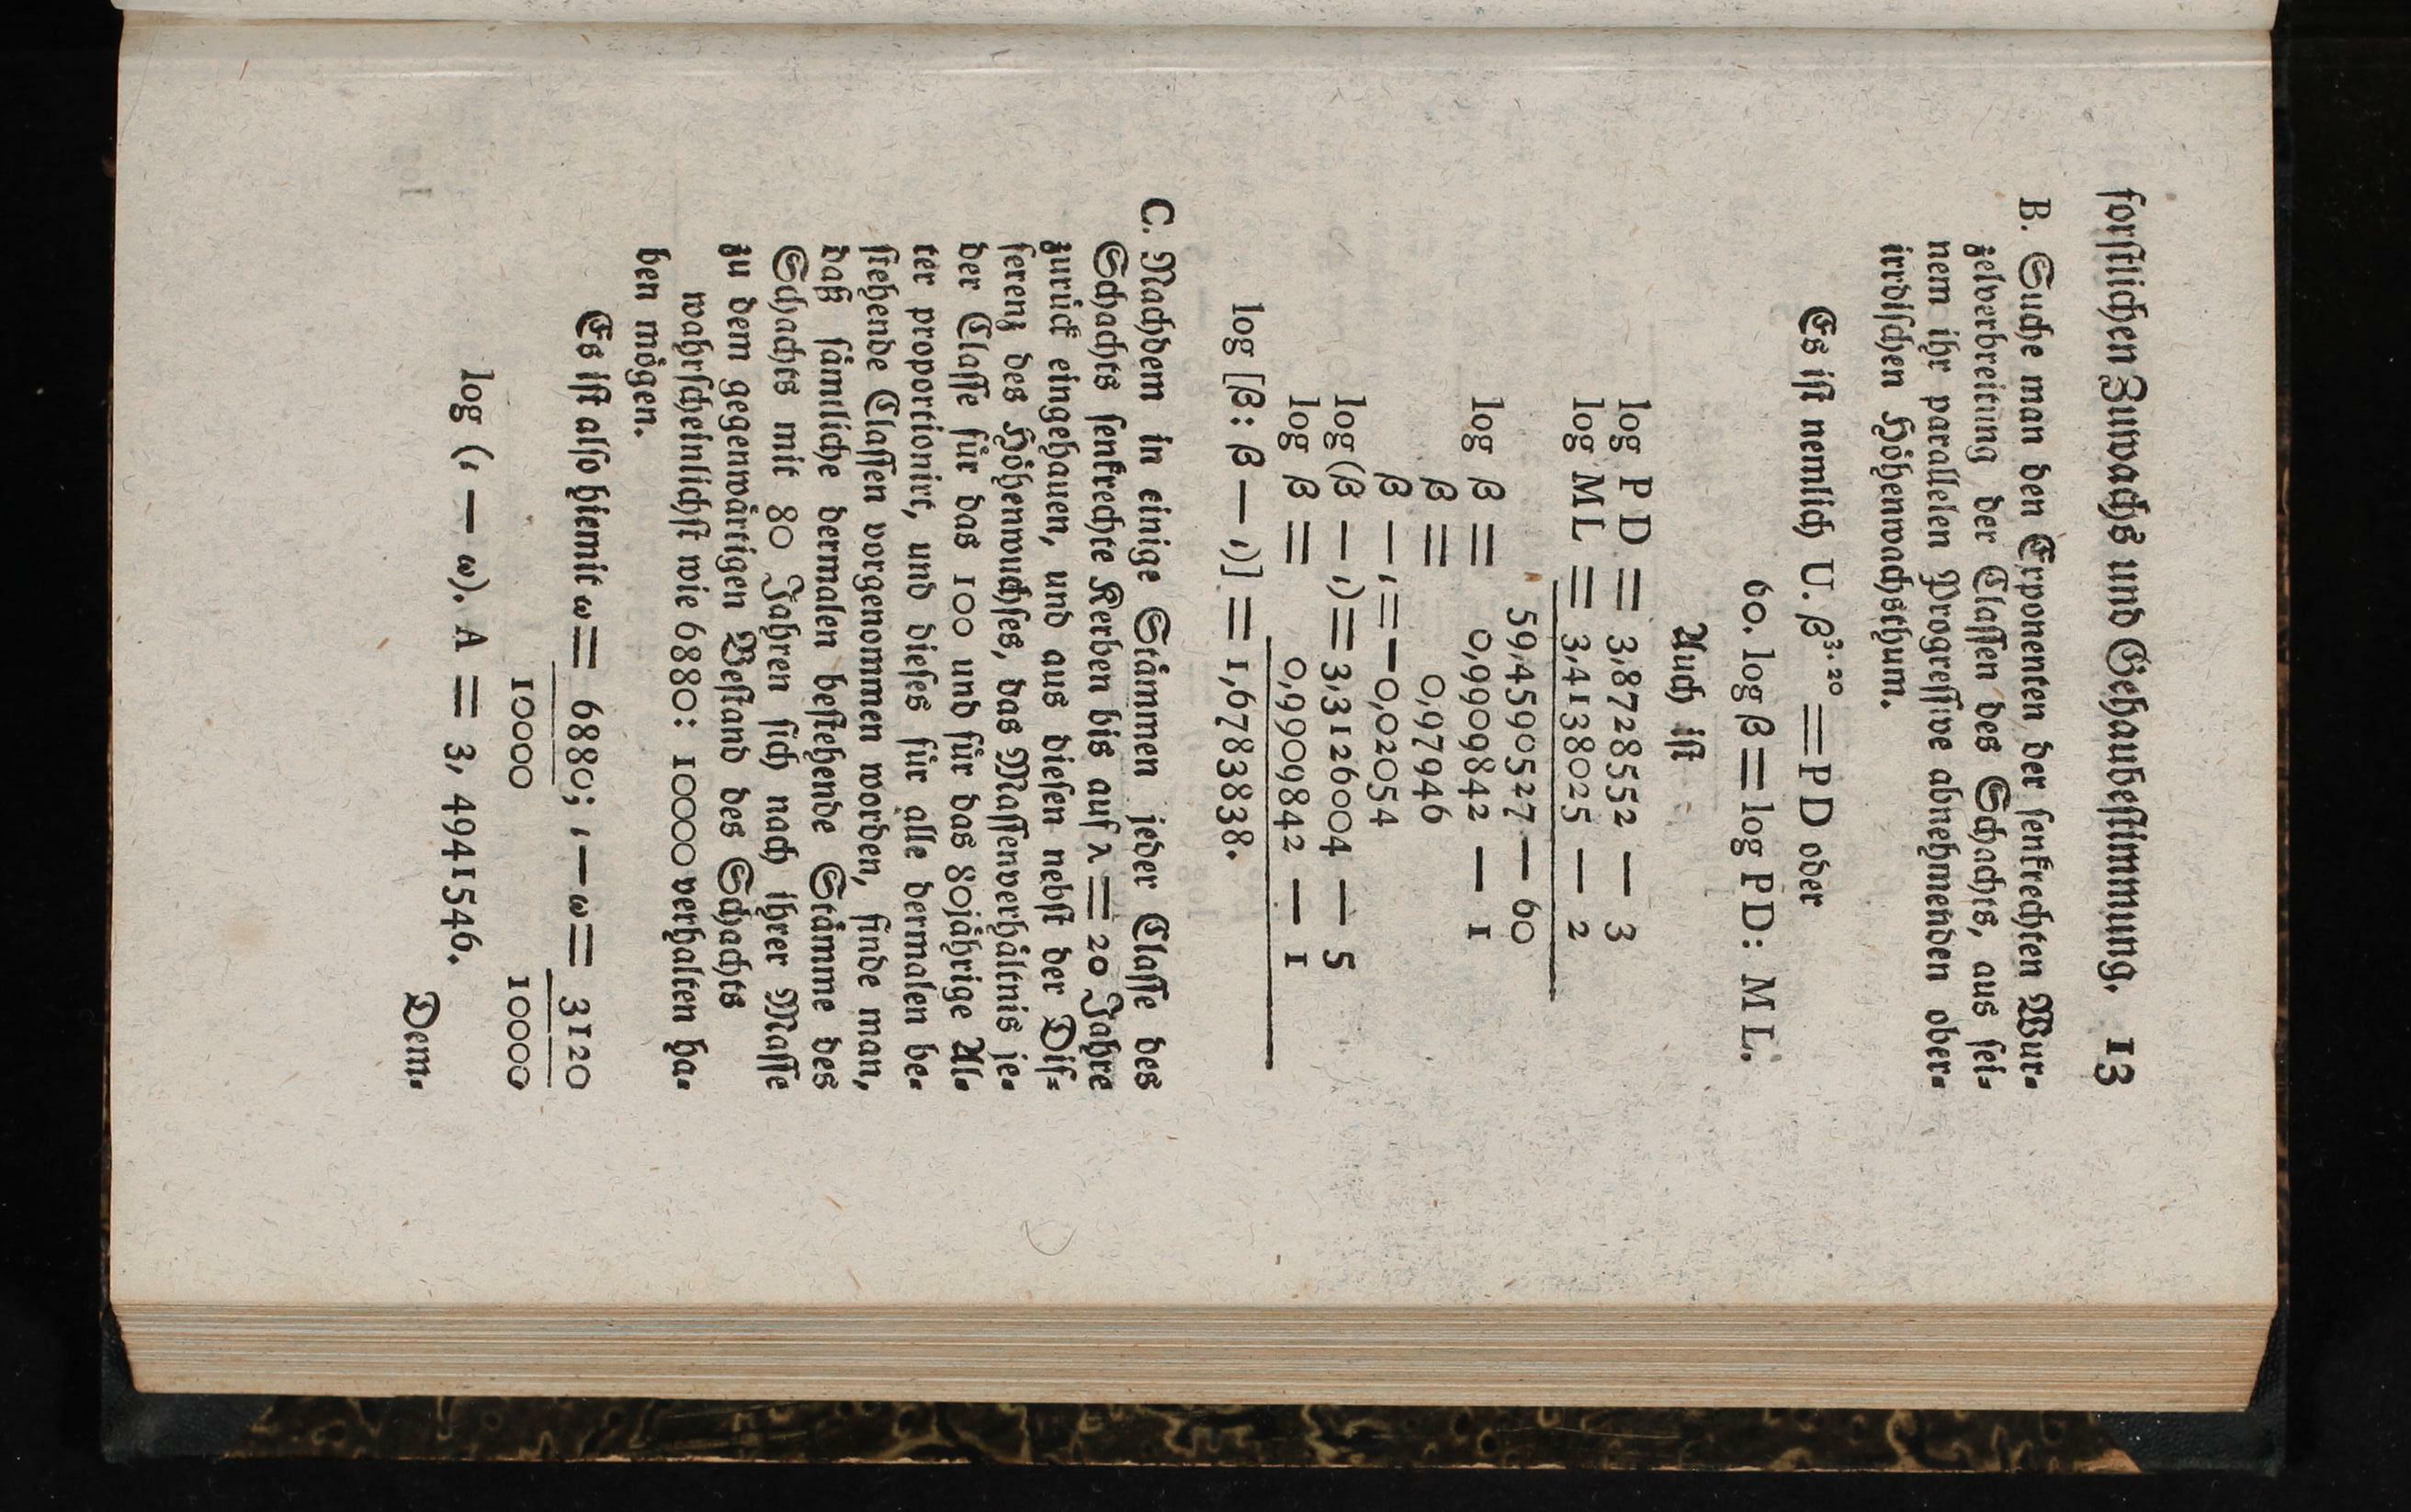 forſtlichen Zuwachs und Gehaubeſtimmung. 13
B. Suche man den Exponenten der ſenkrechten Wur-
zelverbreitung der Claſſen des Schachts, aus ſei-
nem ihr parallelen Progreſſive abnehmenden ober-
irrdiſchen Höhenwachsthum.
Es iſt nemlich U. β³·²⁰ = PD oder
60. log β = log PD: ML.
Auch iſt
log PD = 3,8728552 — 3
log ML = 3,4138025 — 2
59,4590527 — 60
log β = 0,9909842 — 1
β = 0,97946
β — 1 = — 0,02054
log (β — 1) = 3,3126004 — 5
log β = 0,9909842 — 1
log [β : β — 1)] = 1,6783838.
C. Nachdem in einige Stämmen jeder Claſſe des
Schachts ſenkrechte Kerben bis auf λ = 20 Jahre
zurück eingehauen, und aus dieſen nebſt der Diſ-
ferenz des Höhenwuchſes, das Maſſenverhältnis je-
der Claſſe für das 100 und für das 80jährige Al-
ter proportionirt, und dieſes für alle dermalen be-
ſtehende Claſſen vorgenommen worden, finde man,
daß ſämtliche dermalen beſtehende Stämme des
Schachts mit 80 Jahren ſich nach ihrer Maſſe
zu dem gegenwärtigen Beſtand des Schachts
wahrſcheinlichſt wie 6880: 10000 verhalten ha-
ben mögen.
Es iſt alſo hiemit ω = 6880; 1 — ω = 3120
10000 10000
log (1 — ω). A = 3, 4941546.
Dem-